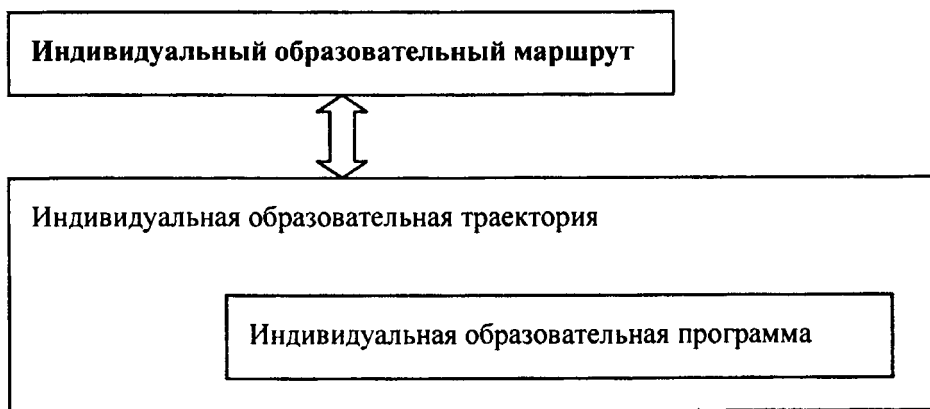 Индивидуальный образовательный маршрут
Индивидуальная образовательная траектория
Индивидуальная образовательная программа